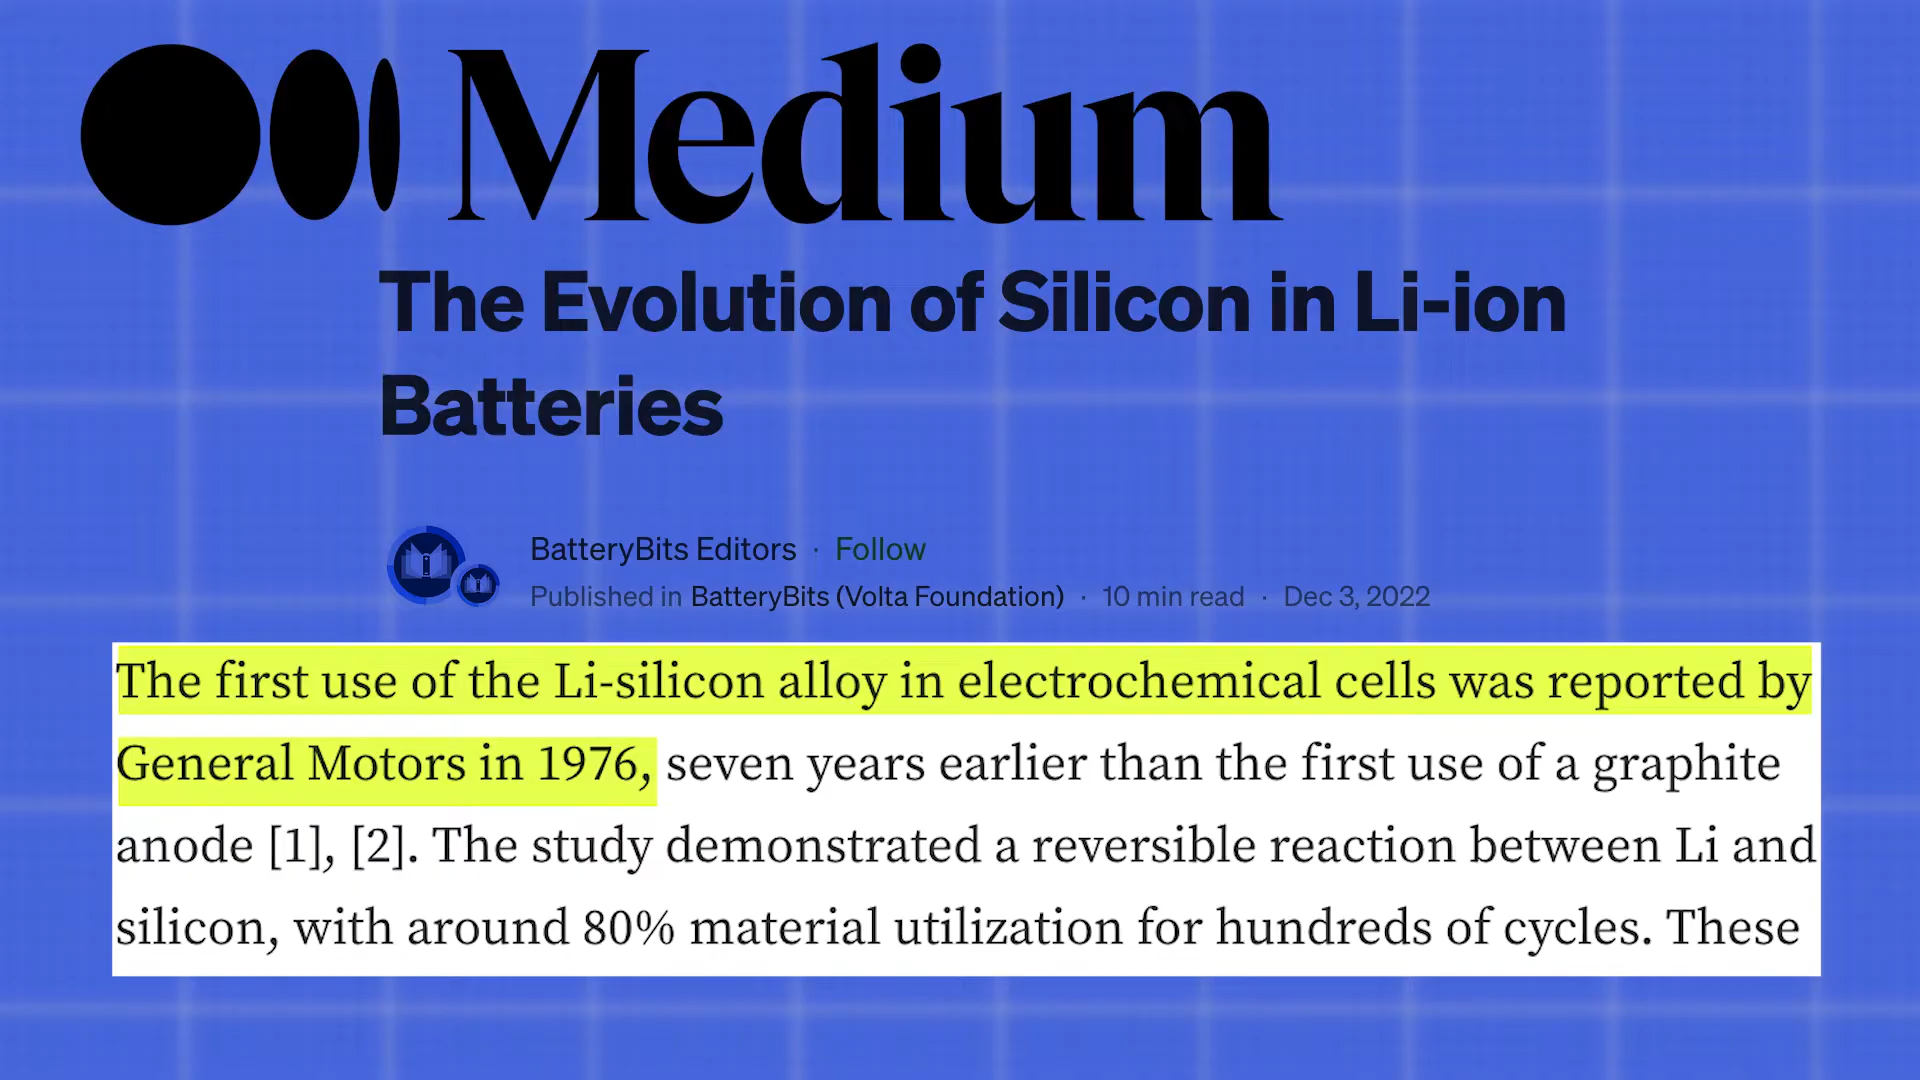 Medium
The Evolution of Silicon in Li-ion
Batteries
BatteryBits Editors · Follow
Published in BatteryBits (Volta Foundation) · 10 min read · Dec 3, 2022
The first use of the Li-silicon alloy in electrochemical cells was reported by
General Motors in 1976, seven years earlier than the first use of a graphite
anode [1], [2]. The study demonstrated a reversible reaction between Li and
silicon, with around 80% material utilization for hundreds of cycles. These